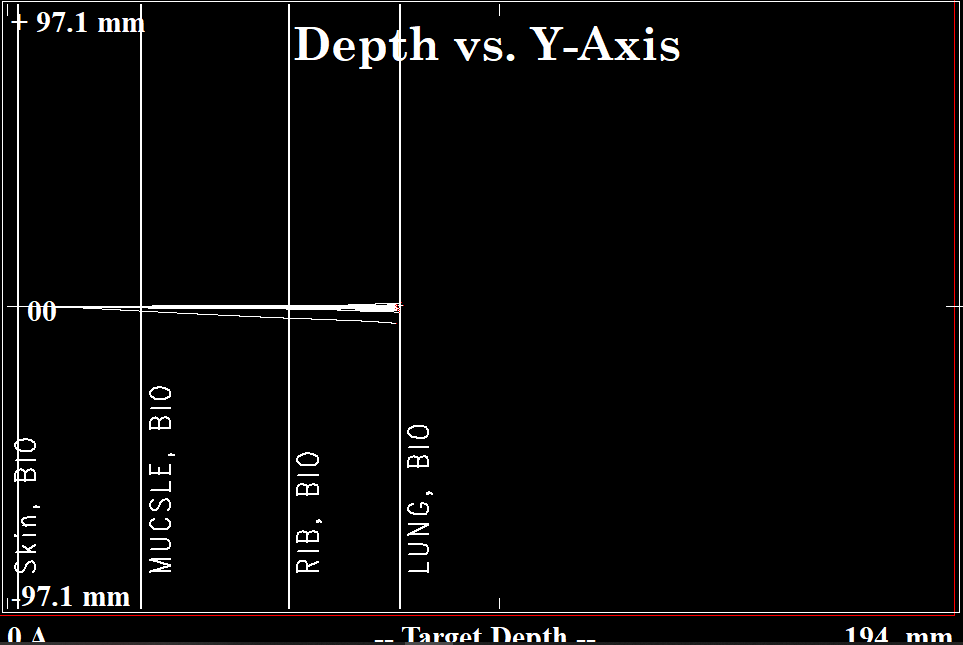 + 97.1 mm
Depth vs. Y-Axis
00
Skin, BIO
MUCSLE, BIO
RIB, BIO
LUNG, BIO
-97.1 mm
0 A
-- Target Depth --
194 mm